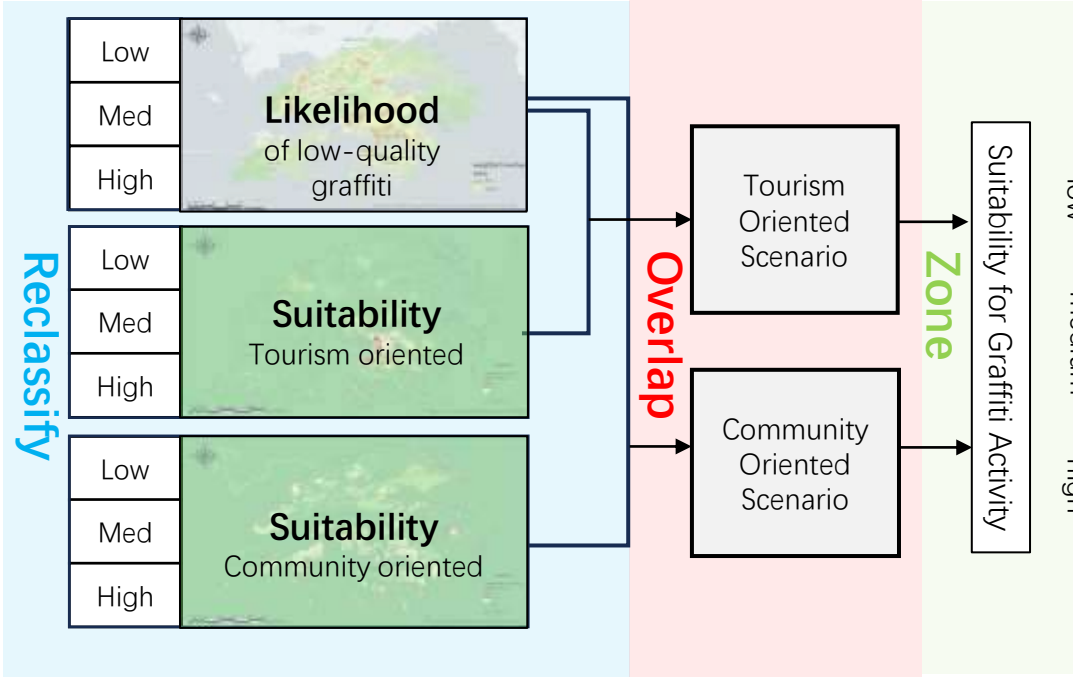 Reclassify
Low
Med
High
Likelihood
of low-quality
graffiti
Low
Med
High
Suitability
Tourism oriented
Low
Med
High
Suitability
Community oriented
Overlap
Tourism
Oriented
Scenario
Community
Oriented
Scenario
Zone
Suitability for Graffiti Activity